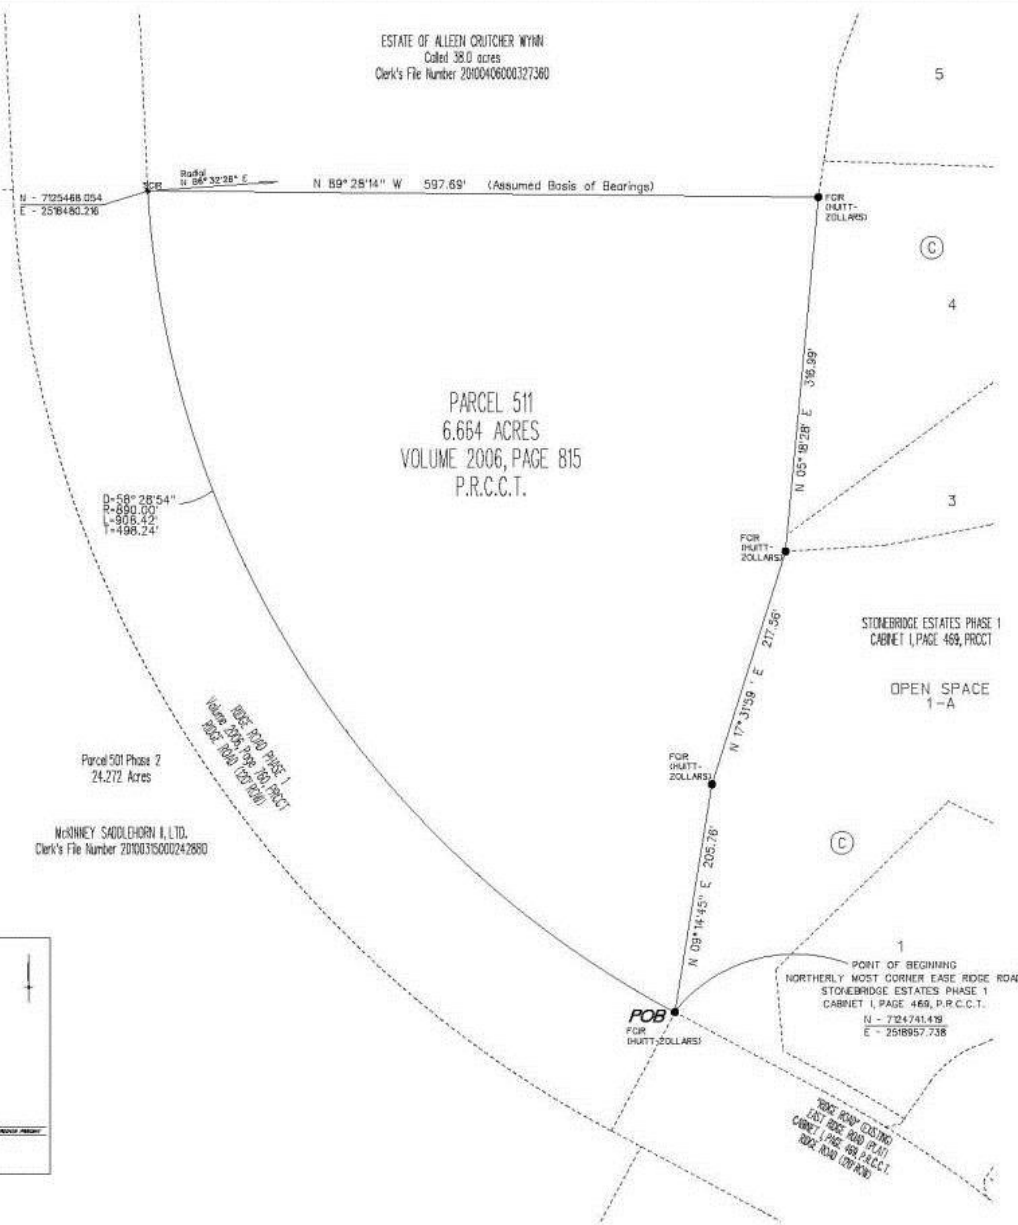 ESTATE OF ALLEEN CRUTCHER WYNN
Called 38.0 acres
Clerk's File Number 20100406000327360
5
Radial
N 86°32'26" E
SCIR
N 89°28'14" W 597.69' (Assumed Basis of Bearings)
N - 7125468.054
E - 2518480.216
FCIR
(HUITT-
ZOLLARS)
C
4
N 05°18'28" E 316.99'
PARCEL 511
6.664 ACRES
VOLUME 2006, PAGE 815
P.R.C.C.T.
D=58°28'54"
R=890.00'
L=908.42'
T=498.24'
3
FCIR
(HUITT-
ZOLLARS)
N 17°31'59" E 217.56'
STONEBRIDGE ESTATES PHASE 1
CABINET I, PAGE 469, PRCCT
OPEN SPACE
1-A
RIDGE ROAD PHASE 1
Volume 2006, Page 760, PRCCT
RIDGE ROAD (120' ROW)
Parcel 501 Phase 2
24.272 Acres
McKINNEY SADDLEHORN II, LTD.
Clerk's File Number 20100315000242880
FCIR
(HUITT-
ZOLLARS)
C
N 09°14'45" E 205.76'
1
POINT OF BEGINNING
NORTHERLY MOST CORNER EASE RIDGE ROAD
STONEBRIDGE ESTATES PHASE 1
CABINET I, PAGE 469, P.R.C.C.T.
N - 7124741.419
E - 2518957.738
POB
FCIR
(HUITT-ZOLLARS)
"RIDGE ROAD" (EXISTING)
EAST RIDGE ROAD (PLAT)
CABINET I, PAGE 469, P.R.C.C.T.
RIDGE ROAD (120' ROW)